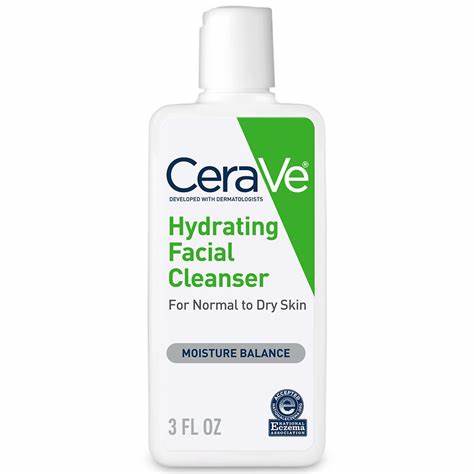 CeraVe®
DEVELOPED WITH DERMATOLOGISTS
Hydrating
Facial
Cleanser
For Normal to Dry Skin
MOISTURE BALANCE
ACCEPTED
e
NATIONAL
Eczema
ASSOCIATION
3 FL OZ